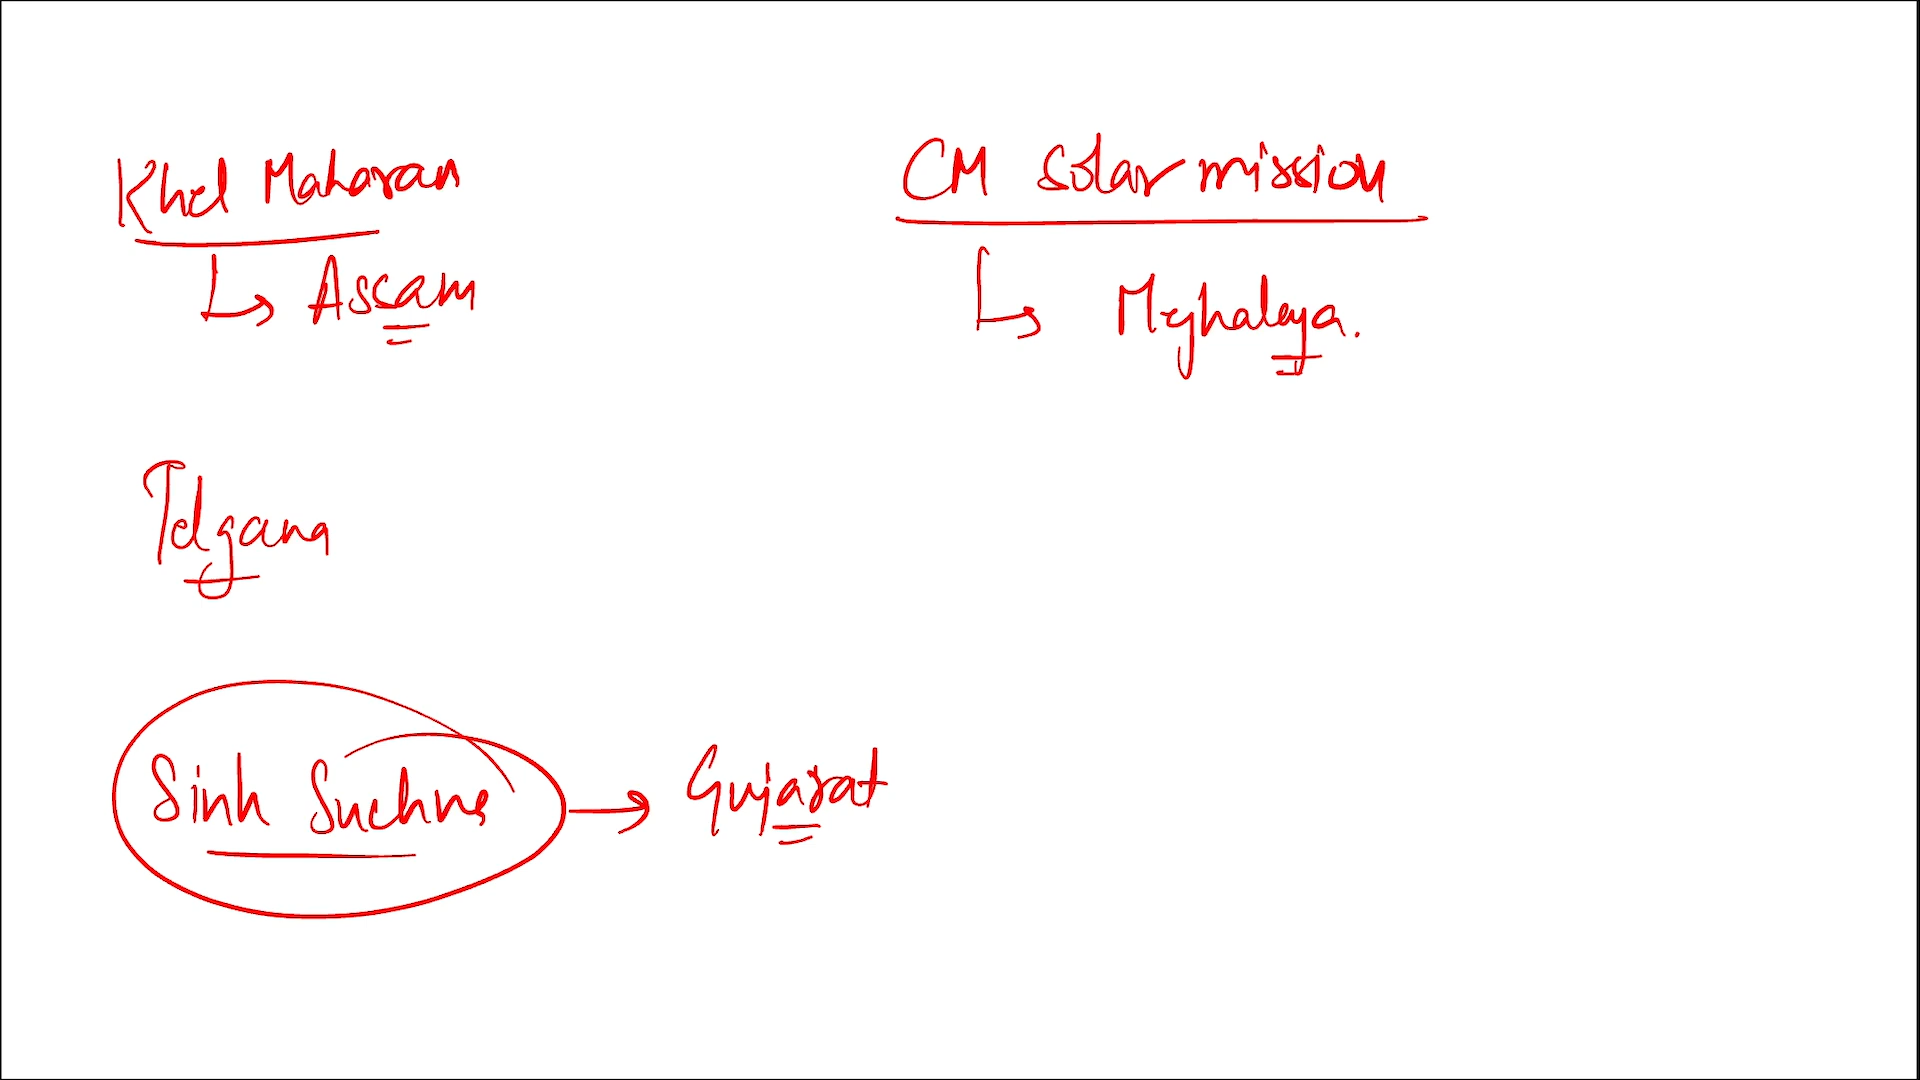 Khel Maharan
↳ Assam
CM Solar mission
↳ Meghalaya.
Telgana
Sinh Suchna → Gujarat